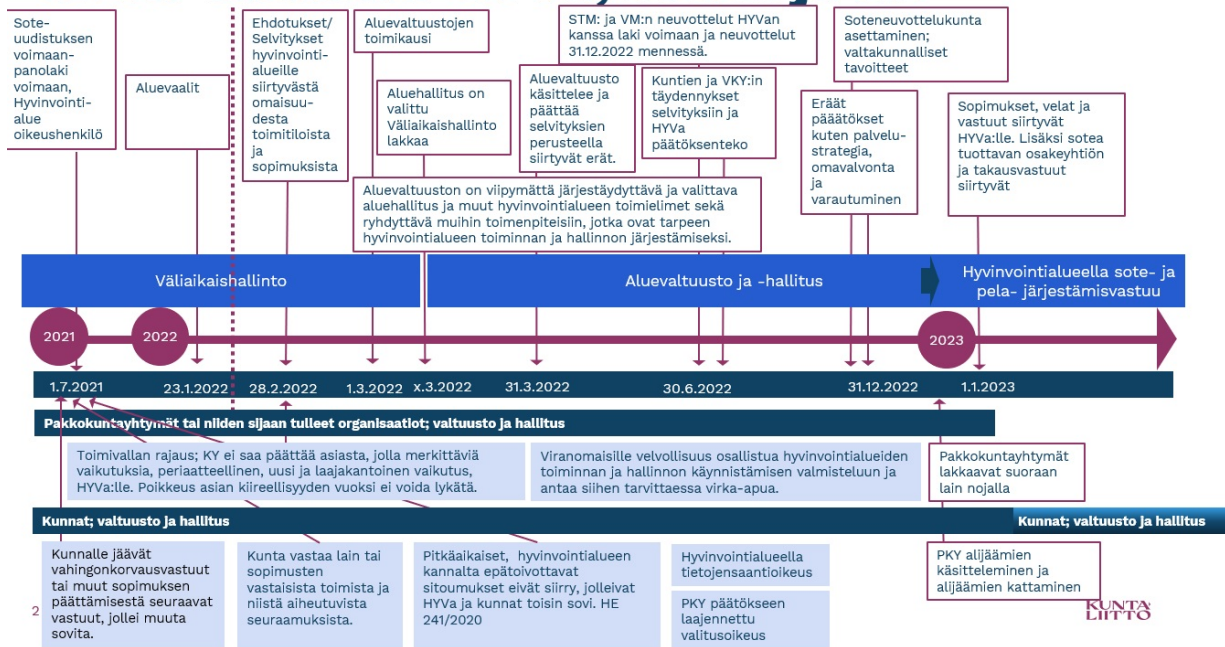 Sote-
uudistuksen
voimaan-
panolaki
voimaan,
Hyvinvointi-
alue
oikeushenkilö
Aluevaalit
Ehdotukset/
Selvitykset
hyvinvointi-
alueille
siirtyvästä
omaisuu-
desta
toimitiloista
ja
sopimuksista
Aluevaltuustojen
toimikausi
Aluehallitus on
valittu
Väliaikaishallinto
lakkaa
Aluevaltuusto
käsittelee ja
päättää
selvityksien
perusteella
siirtyvät erät.
STM: ja VM:n neuvottelut HYVan
kanssa laki voimaan ja neuvottelut
31.12.2022 mennessä.
Kuntien ja VKY:in
täydennykset
selvityksiin ja
HYVa
päätöksenteko
Soteneuvottelukunta
asettaminen;
valtakunnalliset
tavoitteet
Eräät
pääätökset
kuten palvelu-
strategia,
omavalvonta
ja
varautuminen
Sopimukset, velat ja
vastuut siirtyvät
HYVa:lle. Lisäksi sotea
tuottavan osakeyhtiön
ja takausvastuut
siirtyvät
Aluevaltuuston on viipymättä järjestäydyttävä ja valittava
aluehallitus ja muut hyvinvointialueen toimielimet sekä
ryhdyttävä muihin toimenpiteisiin, jotka ovat tarpeen
hyvinvointialueen toiminnan ja hallinnon järjestämiseksi.
Väliaikaishallinto
Aluevaltuusto ja -hallitus
Hyvinvointialueella sote- ja
pela- järjestämisvastuu
2021
2022
2023
1.7.2021
23.1.2022
28.2.2022
1.3.2022
x.3.2022
31.3.2022
30.6.2022
31.12.2022
1.1.2023
Pakkokuntayhtymät tai niiden sijaan tulleet organisaatiot; valtuusto ja hallitus
Toimivallan rajaus; KY ei saa päättää asiasta, jolla merkittäviä
vaikutuksia, periaatteellinen, uusi ja laajakantoinen vaikutus,
HYVa:lle. Poikkeus asian kiireellisyyden vuoksi ei voida lykätä.
Viranomaisille velvollisuus osallistua hyvinvointialueiden
toiminnan ja hallinnon käynnistämisen valmisteluun ja
antaa siihen tarvittaessa virka-apua.
Pakkokuntayhtymät
lakkaavat suoraan
lain nojalla
Kunnat; valtuusto ja hallitus
Kunnat; valtuusto ja hallitus
Kunnalle jäävät
vahingonkorvausvastuut
tai muut sopimuksen
päättämisestä seuraavat
vastuut, jollei muuta
sovita.
Kunta vastaa lain tai
sopimusten
vastaisista toimista ja
niistä aiheutuvista
seuraamuksista.
Pitkäaikaiset, hyvinvointialueen
kannalta epätoivottavat
sitoumukset eivät siirry, jolleivat
HYVa ja kunnat toisin sovi. HE
241/2020
Hyvinvointialueella
tietojensaantioikeus
PKY päätökseen
laajennettu
valitusoikeus
PKY alijäämien
käsitteleminen ja
alijäämien kattaminen
2
KUNTA
LIITTO